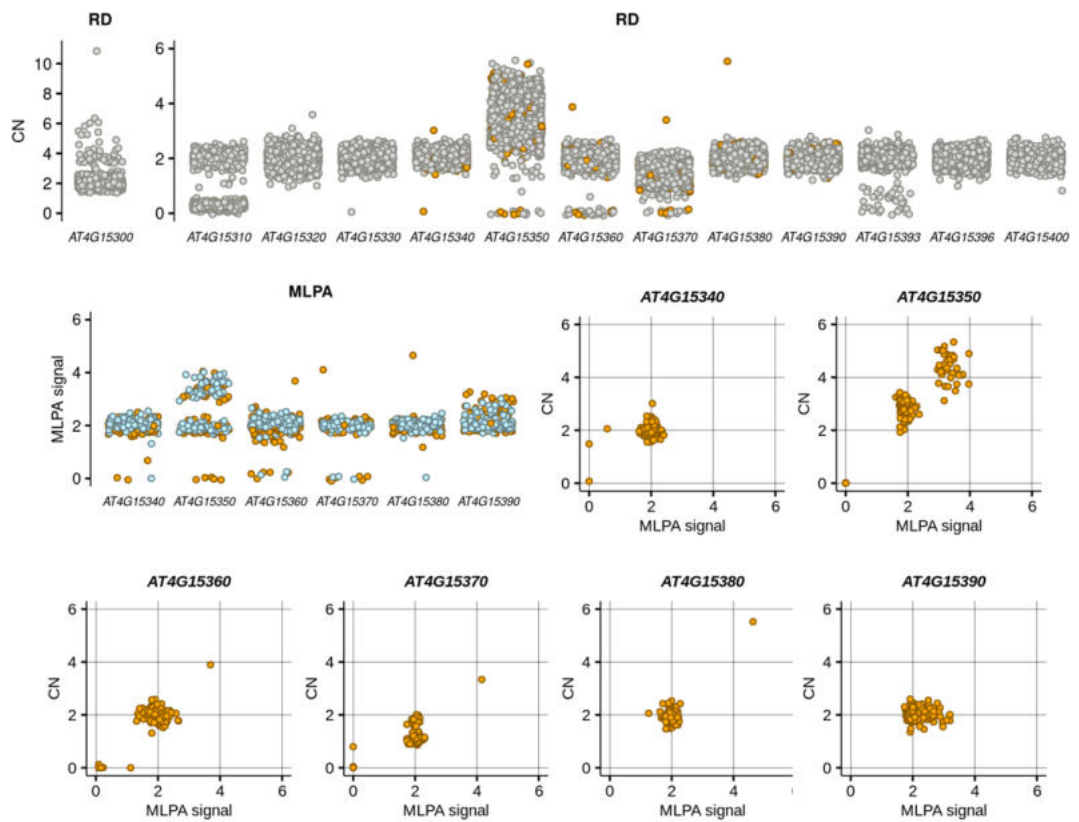 RD
RD
CN
10
8
6
4
2
0
6
4
2
0
AT4G15300
AT4G15310
AT4G15320
AT4G15330
AT4G15340
AT4G15350
AT4G15360
AT4G15370
AT4G15380
AT4G15390
AT4G15393
AT4G15396
AT4G15400
MLPA
MLPA signal
6
4
2
0
AT4G15340
AT4G15350
AT4G15360
AT4G15370
AT4G15380
AT4G15390
AT4G15340
CN
6
4
2
0
0
2
4
6
MLPA signal
AT4G15350
CN
6
4
2
0
0
2
4
6
MLPA signal
AT4G15360
CN
6
4
2
0
0
2
4
6
MLPA signal
AT4G15370
CN
6
4
2
0
0
2
4
6
MLPA signal
AT4G15380
CN
6
4
2
0
0
2
4
6
MLPA signal
AT4G15390
CN
6
4
2
0
0
2
4
6
MLPA signal